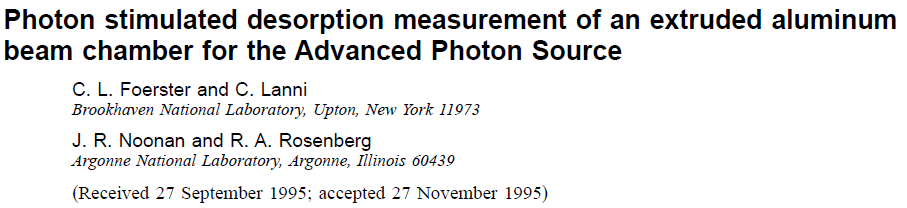 Photon stimulated desorption measurement of an extruded aluminum
beam chamber for the Advanced Photon Source
C. L. Foerster and C. Lanni
Brookhaven National Laboratory, Upton, New York 11973
J. R. Noonan and R. A. Rosenberg
Argonne National Laboratory, Argonne, Illinois 60439
(Received 27 September 1995; accepted 27 November 1995)